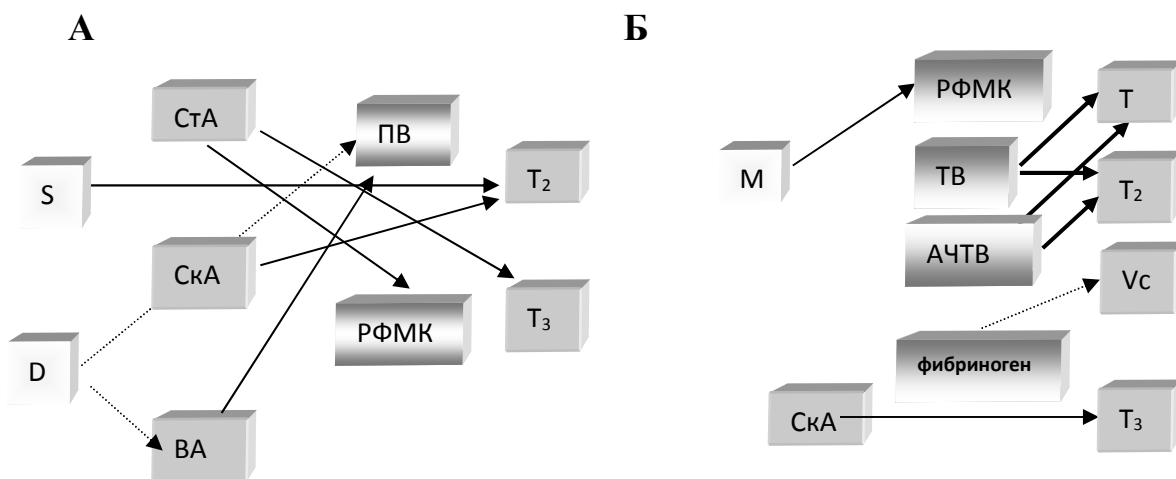 А
СтА
ПВ
S
Т2
СкА
Т3
РФМК
D
ВА
Б
РФМК
Т
М
ТВ
Т2
АЧТВ
Vc
фибриноген
СкА
Т3